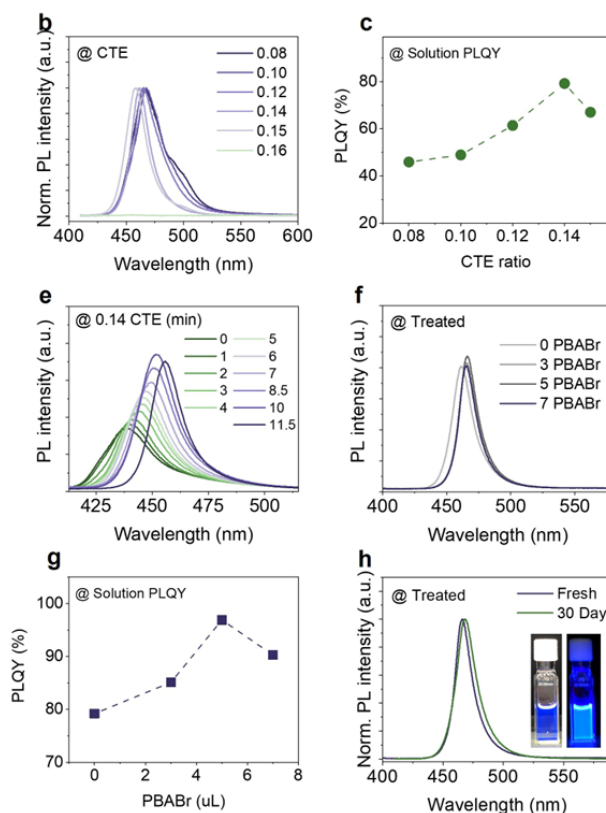 b
@ CTE
0.08
0.10
0.12
0.14
0.15
0.16
Norm. PL intensity (a.u.)
400 450 500 550 600
Wavelength (nm)
c
@ Solution PLQY
PLQY (%)
80
60
40
20
0.08 0.10 0.12 0.14
CTE ratio
e
@ 0.14 CTE (min)
0 5
1 6
2 7
3 8.5
4 10
11.5
PL intensity (a.u.)
425 450 475 500
Wavelength (nm)
f
@ Treated
0 PBABr
3 PBABr
5 PBABr
7 PBABr
PL intensity (a.u.)
400 450 500 550
Wavelength (nm)
g
@ Solution PLQY
PLQY (%)
100
90
80
70
0 2 4 6 8
PBABr (uL)
h
@ Treated
Fresh
30 Day
Norm. PL intensity (a.u.)
400 450 500 550
Wavelength (nm)